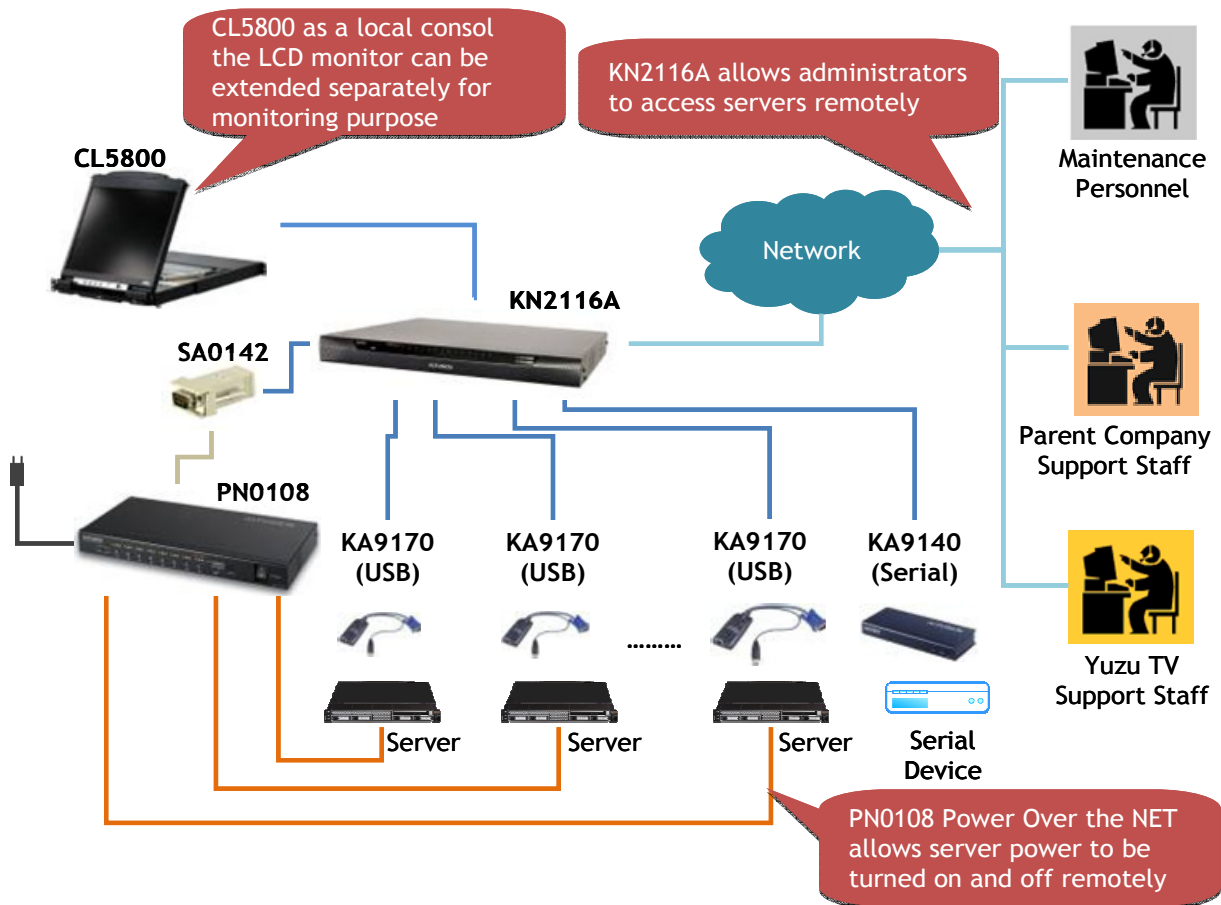 CL5800 as a local consol
the LCD monitor can be
extended separately for
monitoring purpose
KN2116A allows administrators
to access servers remotely
Maintenance
Personnel
CL5800
Network
KN2116A
SA0142
Parent Company
Support Staff
PN0108
KA9170
(USB)
KA9170
(USB)
KA9170
(USB)
KA9140
(Serial)
.........
Yuzu TV
Support Staff
Server
Server
Server
Serial
Device
PN0108 Power Over the NET
allows server power to be
turned on and off remotely